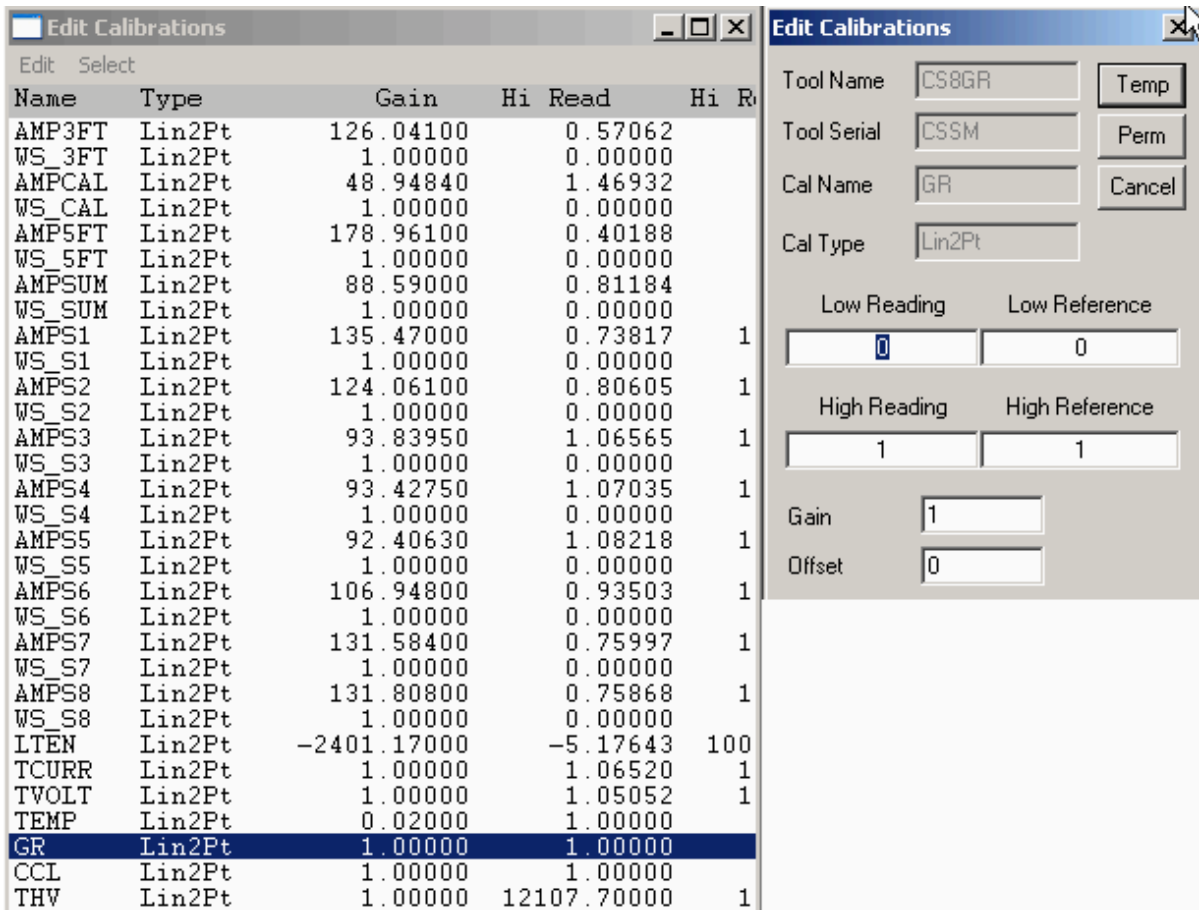 Edit Calibrations
Edit Select
Name Type Gain Hi Read Hi R
AMP3FT Lin2Pt 126.04100 0.57062
WS_3FT Lin2Pt 1.00000 0.00000
AMPCAL Lin2Pt 48.94840 1.46932
WS_CAL Lin2Pt 1.00000 0.00000
AMP5FT Lin2Pt 178.96100 0.40188
WS_5FT Lin2Pt 1.00000 0.00000
AMPSUM Lin2Pt 88.59000 0.81184
WS_SUM Lin2Pt 1.00000 0.00000
AMPS1 Lin2Pt 135.47000 0.73817 1
WS_S1 Lin2Pt 1.00000 0.00000
AMPS2 Lin2Pt 124.06100 0.80605 1
WS_S2 Lin2Pt 1.00000 0.00000
AMPS3 Lin2Pt 93.83950 1.06565 1
WS_S3 Lin2Pt 1.00000 0.00000
AMPS4 Lin2Pt 93.42750 1.07035 1
WS_S4 Lin2Pt 1.00000 0.00000
AMPS5 Lin2Pt 92.40630 1.08218 1
WS_S5 Lin2Pt 1.00000 0.00000
AMPS6 Lin2Pt 106.94800 0.93503 1
WS_S6 Lin2Pt 1.00000 0.00000
AMPS7 Lin2Pt 131.58400 0.75997 1
WS_S7 Lin2Pt 1.00000 0.00000
AMPS8 Lin2Pt 131.80800 0.75868 1
WS_S8 Lin2Pt 1.00000 0.00000
LTEN Lin2Pt -2401.17000 -5.17643 100
TCURR Lin2Pt 1.00000 1.06520 1
TVOLT Lin2Pt 1.00000 1.05052 1
TEMP Lin2Pt 0.02000 1.00000
GR Lin2Pt 1.00000 1.00000
CCL Lin2Pt 1.00000 1.00000
THV Lin2Pt 1.00000 12107.70000 1
Edit Calibrations
Tool Name CS8GR Temp
Tool Serial CSSM Perm
Cal Name GR Cancel
Cal Type Lin2Pt
Low Reading Low Reference
0 0
High Reading High Reference
1 1
Gain 1
Offset 0